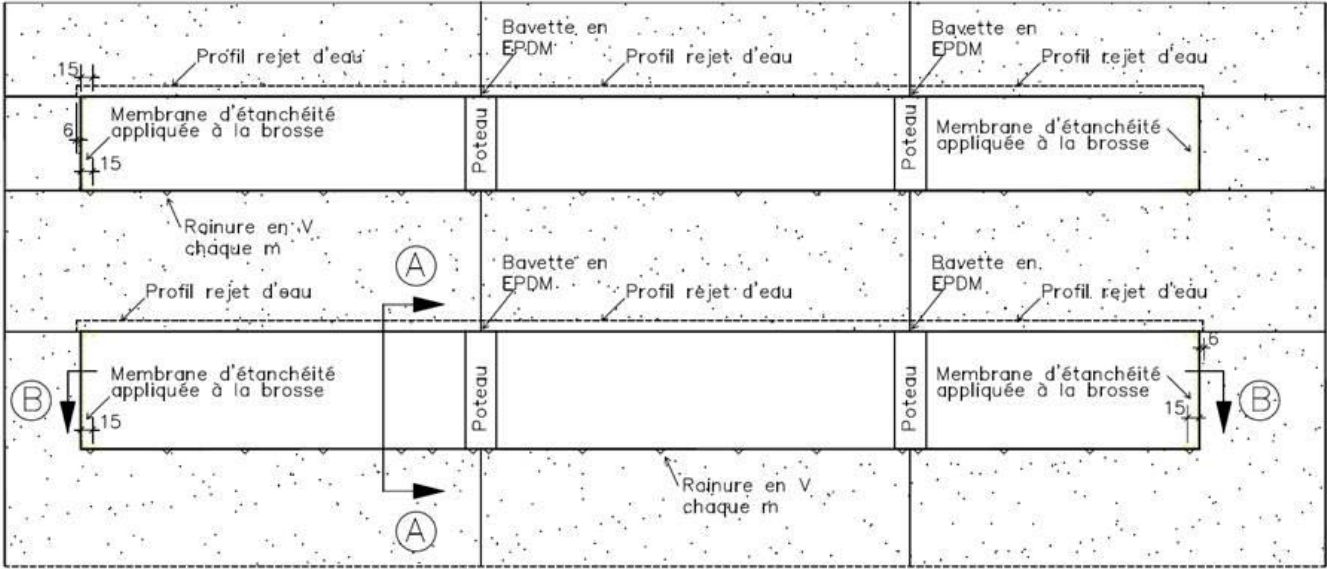 Bavette en
EPDM
Bavette en
EPDM
Profil rejet d'eau
Profil rejet d'eau
Profil rejet d'eau
15
Membrane d'étanchéité
appliquée à la brosse
6
15
Poteau
Poteau
Membrane d'étanchéité
appliquée à la brosse
Rainure en V
chaque m
A
Bavette en
EPDM
Bavette en
EPDM
Profil rejet d'eau
Profil rejet d'eau
Profil rejet d'eau
6
Membrane d'étanchéité
appliquée à la brosse
B
15
Poteau
Poteau
Membrane d'étanchéité
appliquée à la brosse
15
B
Rainure en V
chaque m
A